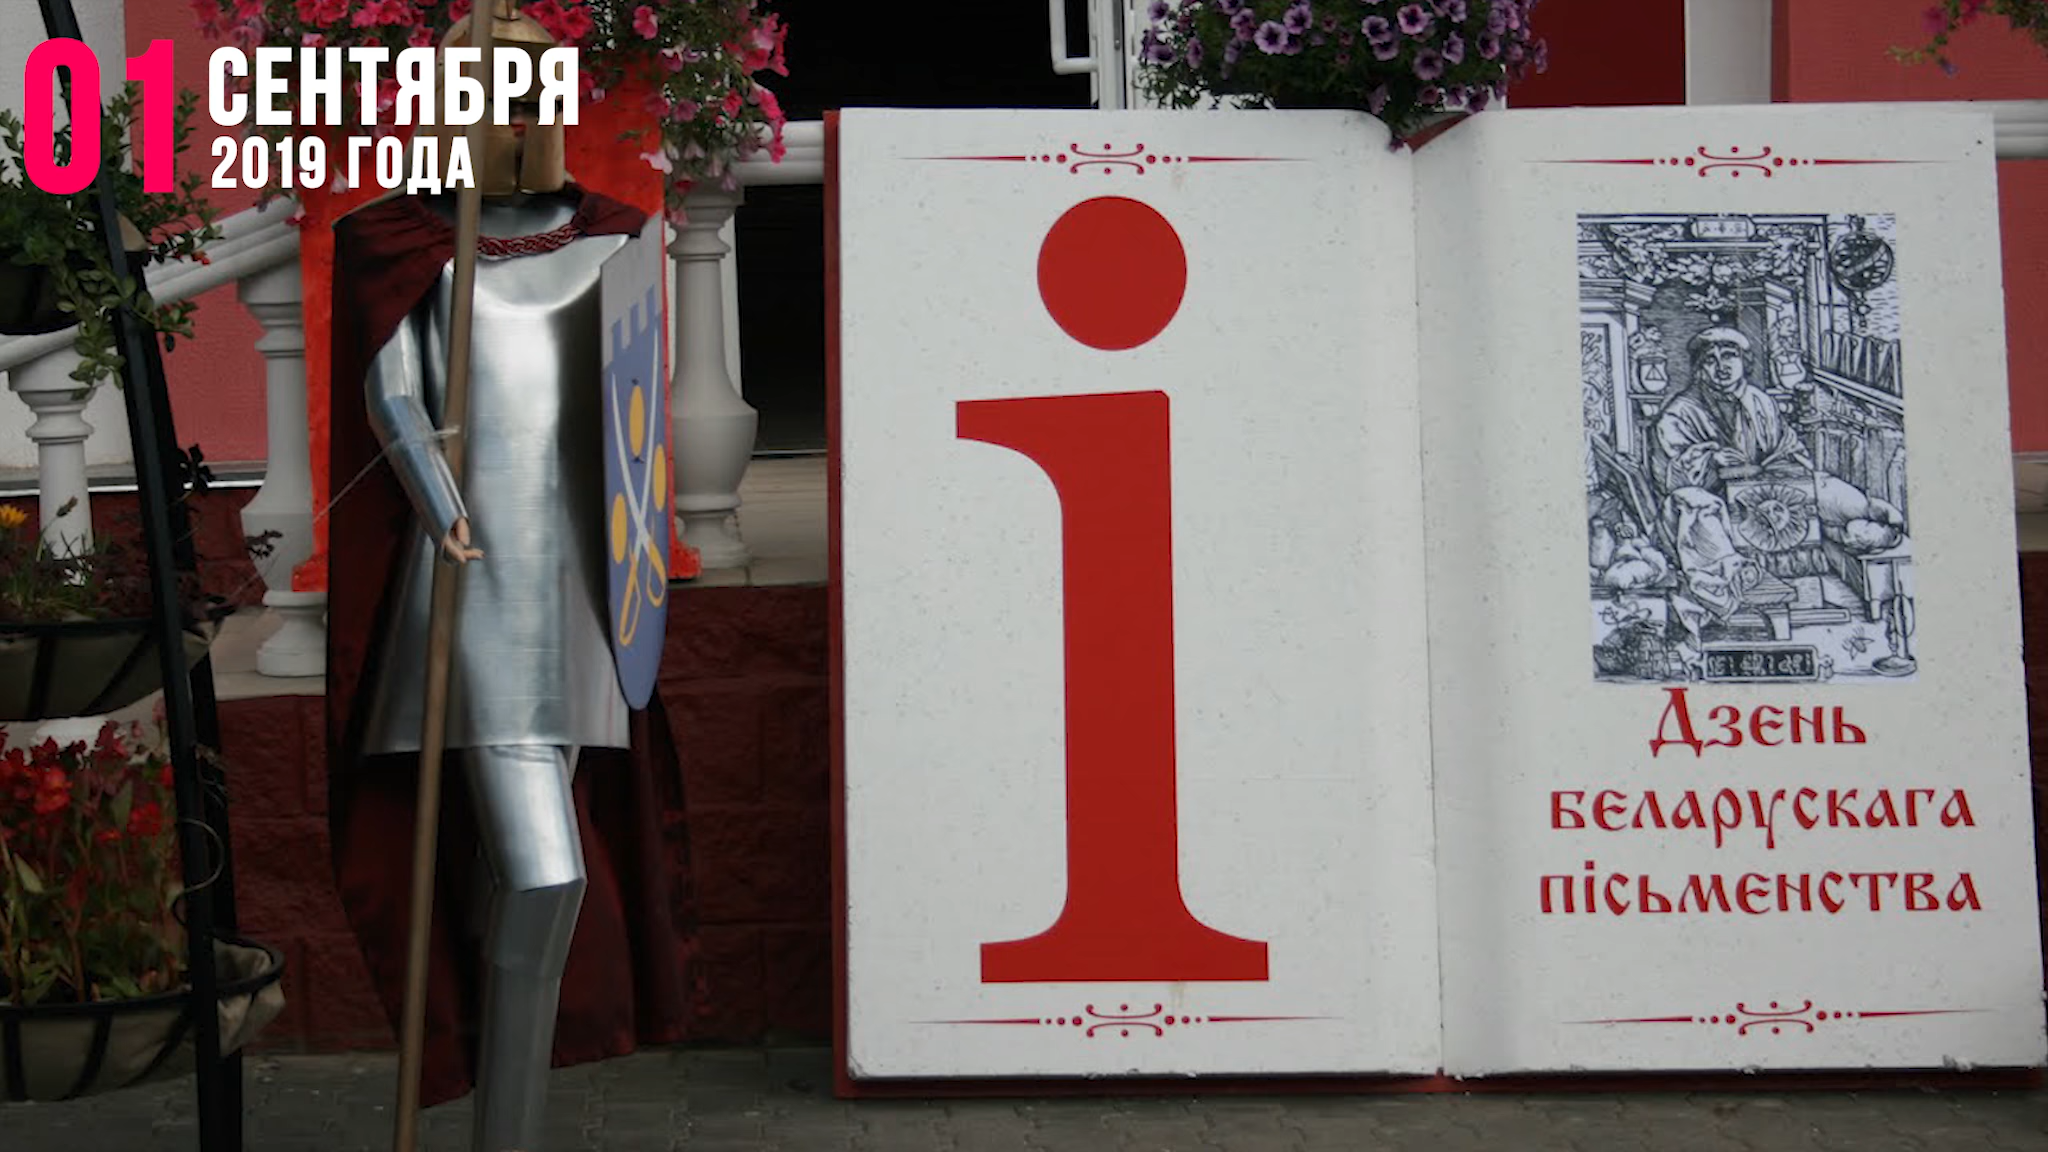 01
СЕНТЯБРЯ
2019 ГОДА
i
Дзень
беларускага
пісьменства